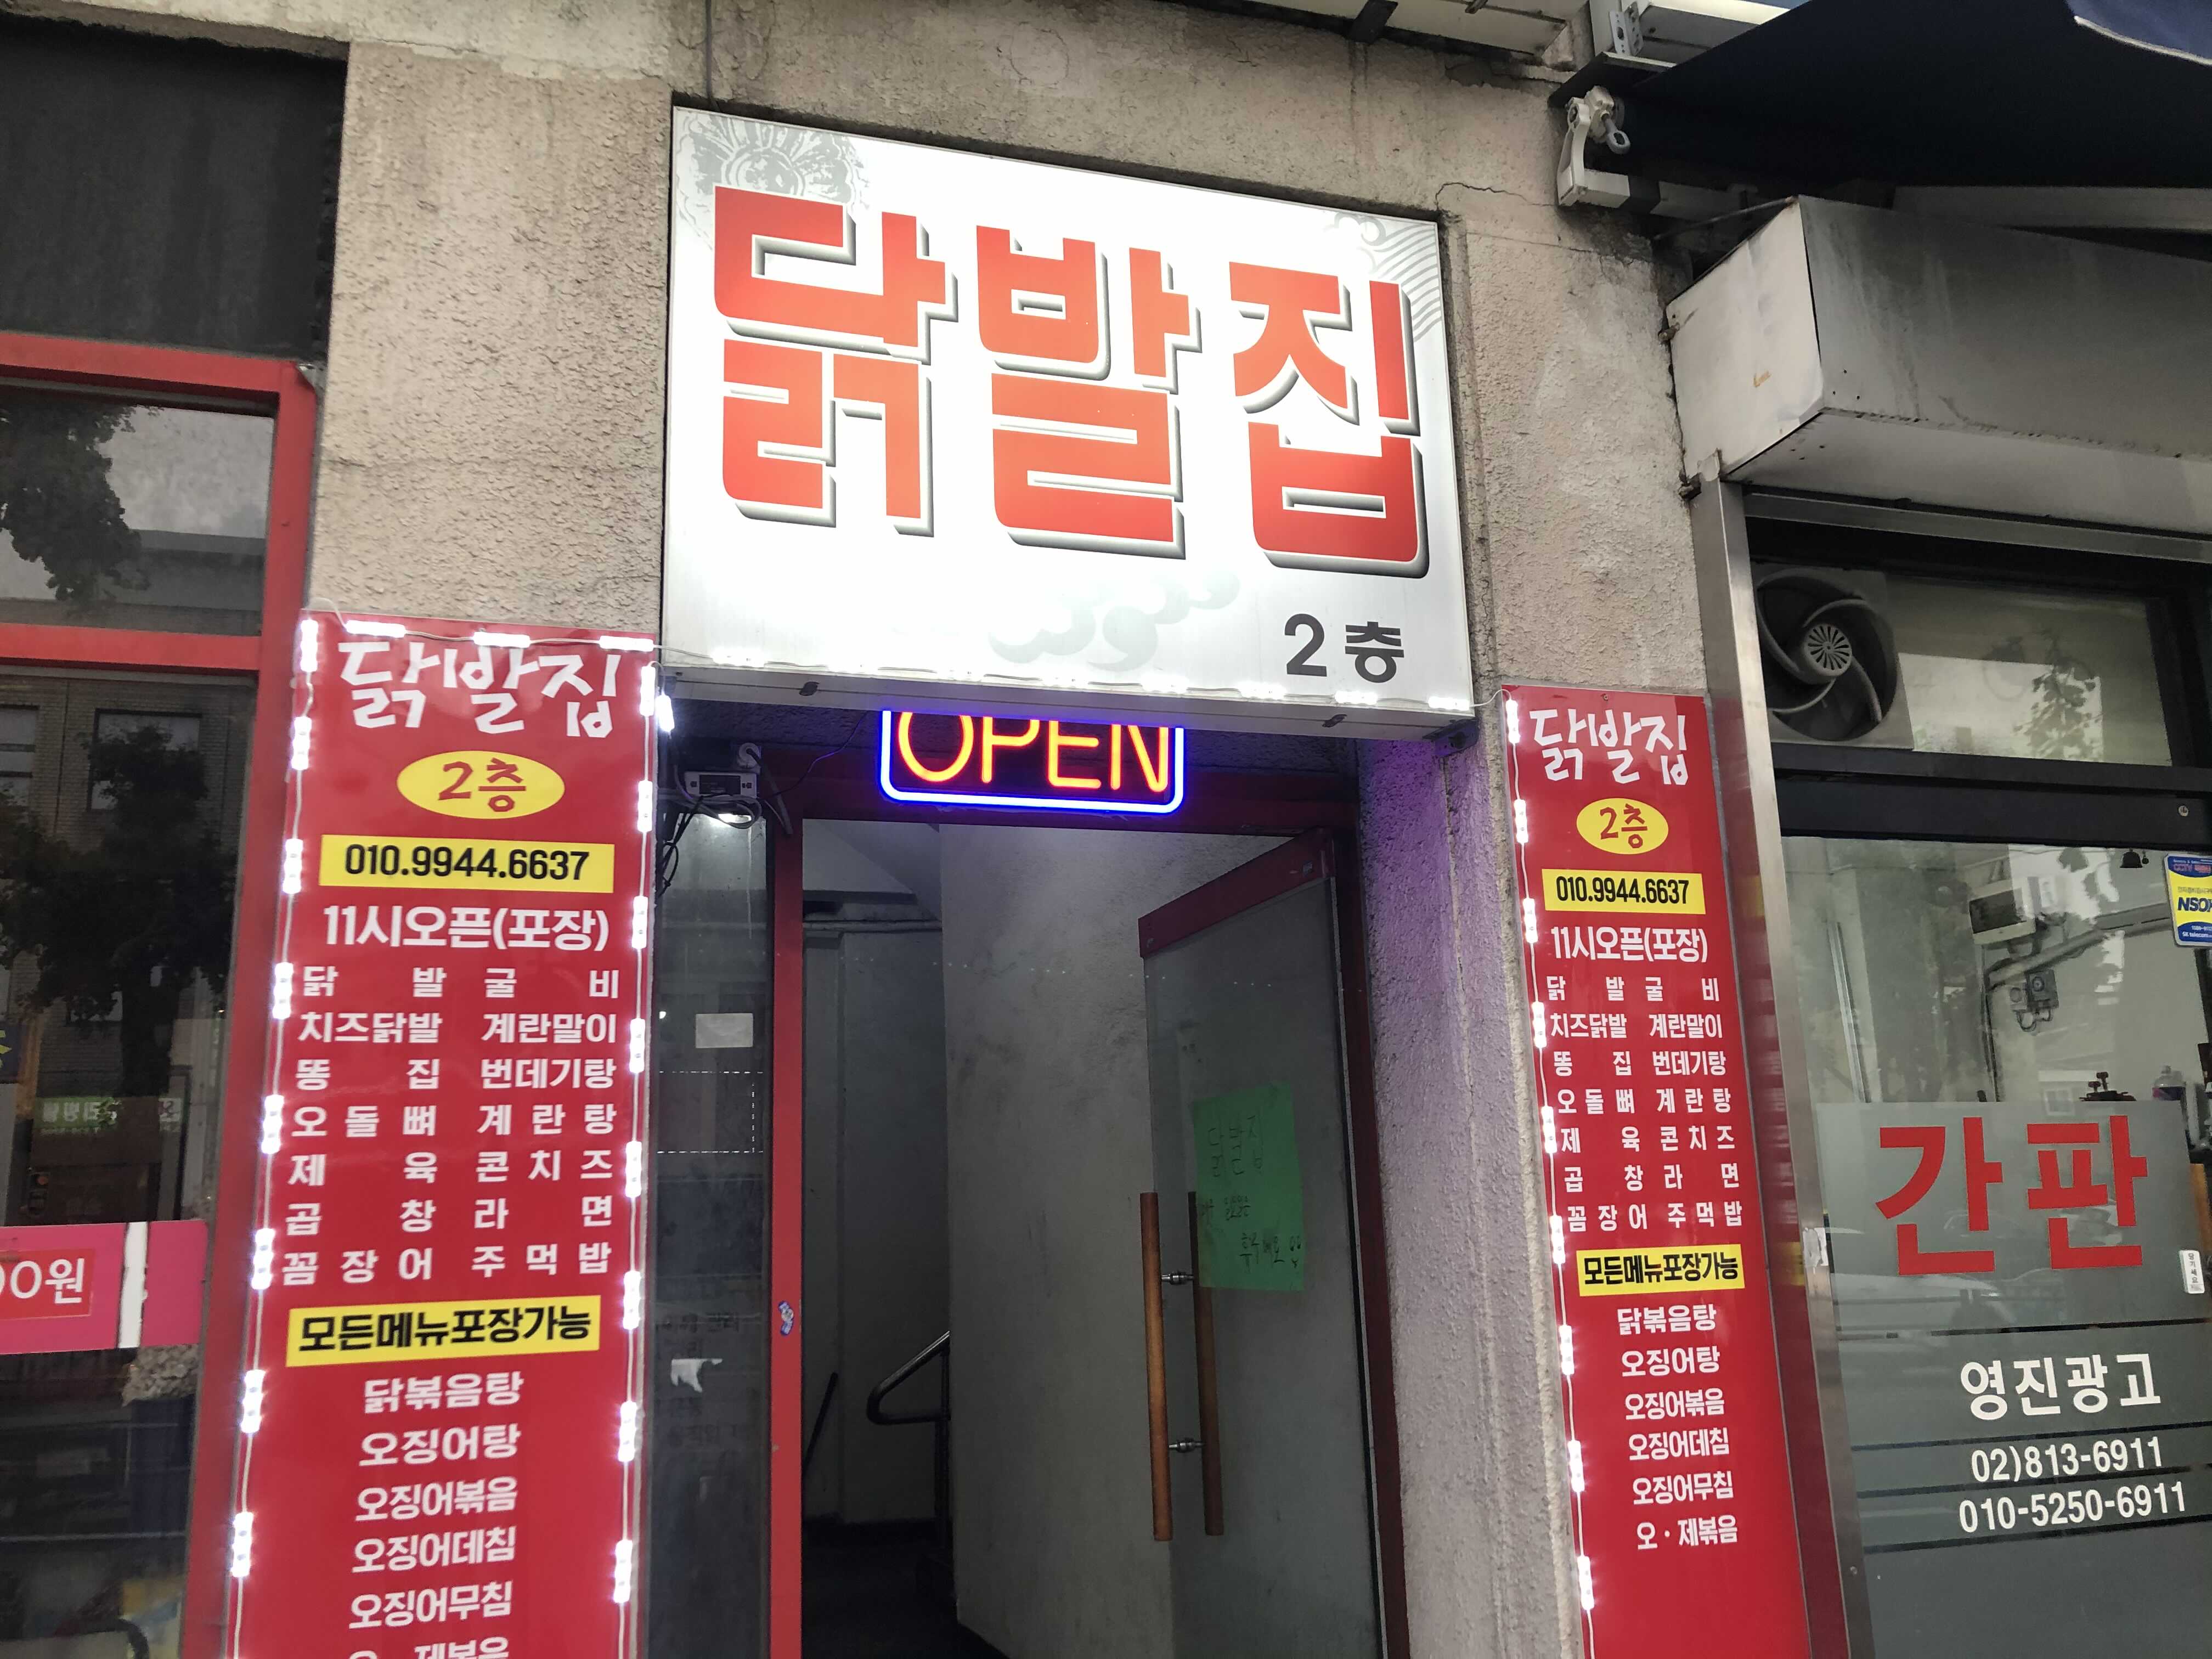 닭발집
2층
OPEN
닭발집
2층
010.9944.6637
11시오픈(포장)
닭 발 굴 비
치즈닭발 계란말이
똥 집 번데기탕
오돌뼈 계란탕
제 육 콘치즈
곱 창 라 면
꼼장어 주먹밥
모든메뉴포장가능
닭볶음탕
오징어탕
오징어볶음
오징어데침
오징어무침
제볶음
닭발집
2층
010.9944.6637
11시오픈(포장)
닭 발 굴 비
치즈닭발 계란말이
똥 집 번데기탕
오돌뼈 계란탕
제 육 콘치즈
곱 창 라 면
꼼장어 주먹밥
모든메뉴포장가능
닭볶음탕
오징어탕
오징어볶음
오징어데침
오징어무침
오·제볶음
닭발집
간판
영진광고
02)813-6911
010-5250-6911
00원
CCTV